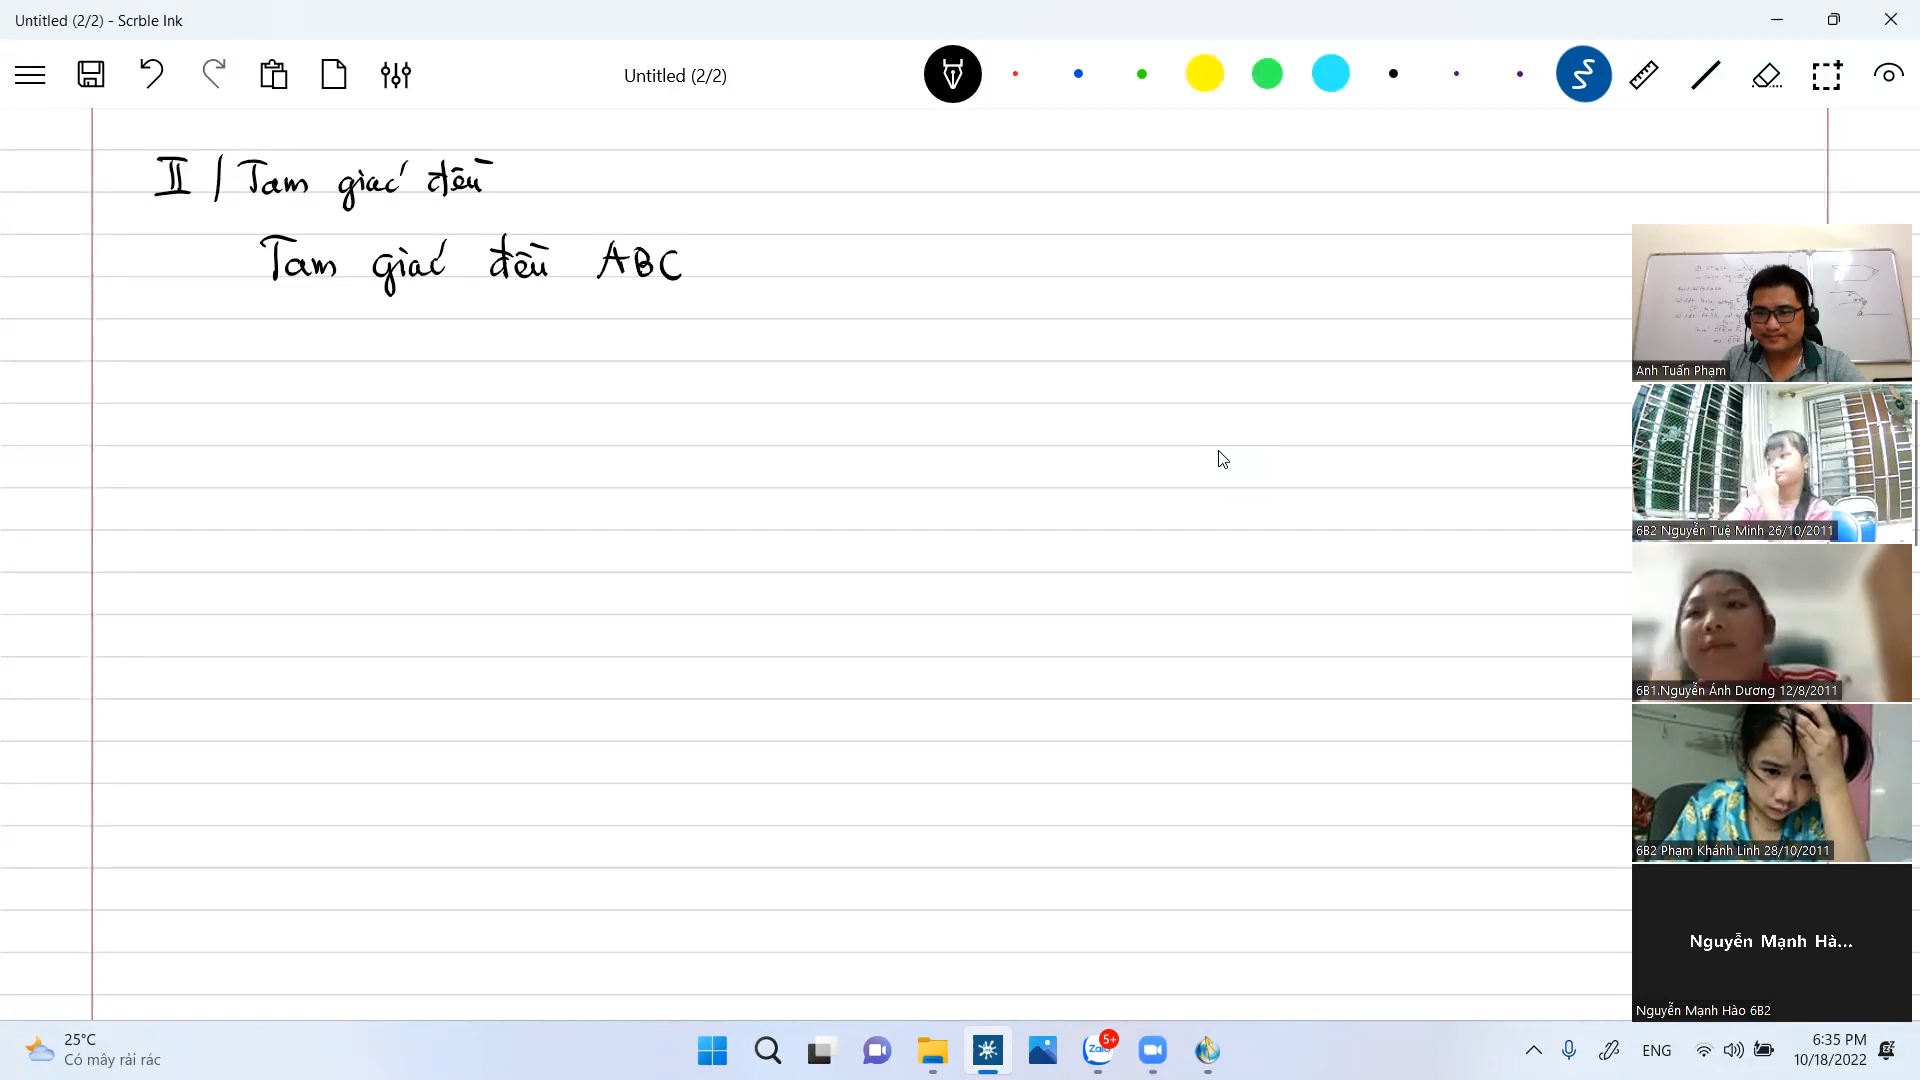 Untitled (2/2) - Scrble Ink
Untitled (2/2)
II / Tam giác đều
Tam giác đều ABC
Anh Tuấn Phạm
6B2 Nguyễn Tuệ Minh 26/10/2011
6B1.Nguyễn Ánh Dương 12/8/2011
6B2 Phạm Khánh Linh 28/10/2011
Nguyễn Mạnh Hà...
Nguyễn Mạnh Hào 6B2
25°C
Có mây rải rác
Zalo
5+
ENG
6:35 PM
10/18/2022